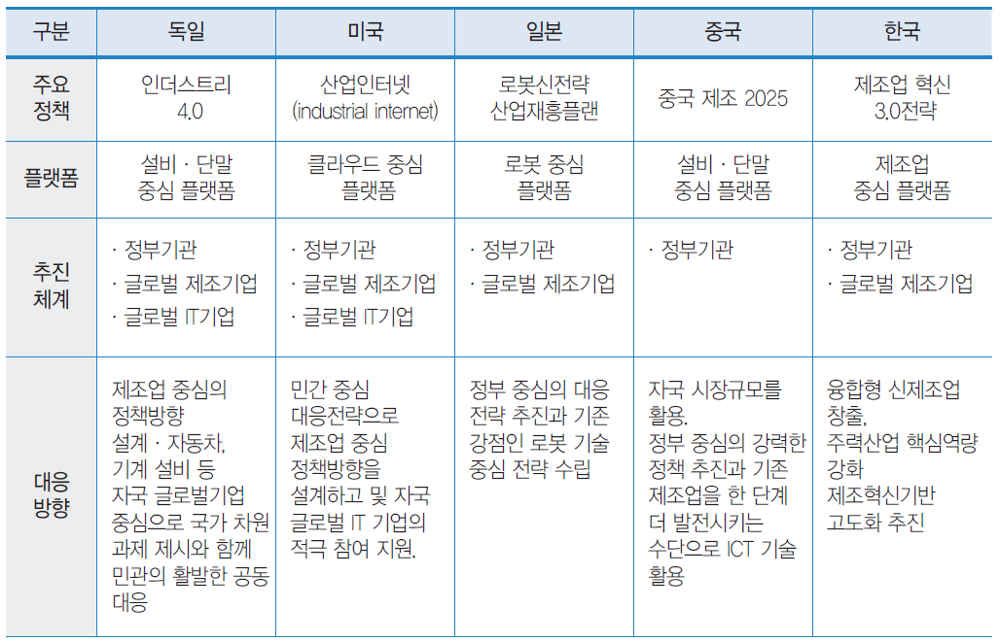 구분 독일 미국 일본 중국 한국
주요
정책
인더스트리
4.0
산업인터넷
(industrial internet)
로봇신전략
산업재흥플랜
중국 제조 2025
제조업 혁신
3.0전략
플랫폼
설비 · 단말
중심 플랫폼
클라우드 중심
플랫폼
로봇 중심
플랫폼
설비 · 단말
중심 플랫폼
제조업
중심 플랫폼
추진
체계
· 정부기관
· 글로벌 제조기업
· 글로벌 IT기업
· 정부기관
· 글로벌 제조기업
· 글로벌 IT기업
· 정부기관
· 글로벌 제조기업
· 정부기관
· 정부기관
· 글로벌 제조기업
대응
방향
제조업 중심의
정책방향
설계 · 자동차,
기계 설비 등
자국 글로벌기업
중심으로 국가 차원
과제 제시와 함께
민관의 활발한 공동
대응
민간 중심
대응전략으로
제조업 중심
정책방향을
설계하고 및 자국
글로벌 IT 기업의
적극 참여 지원.
정부 중심의 대응
전략 추진과 기존
강점인 로봇 기술
중심 전략 수립
자국 시장규모를
활용.
정부 중심의 강력한
정책 추진과 기존
제조업을 한 단계
더 발전시키는
수단으로 ICT 기술
활용
융합형 신제조업
창출,
주력산업 핵심역량
강화
제조혁신기반
고도화 추진